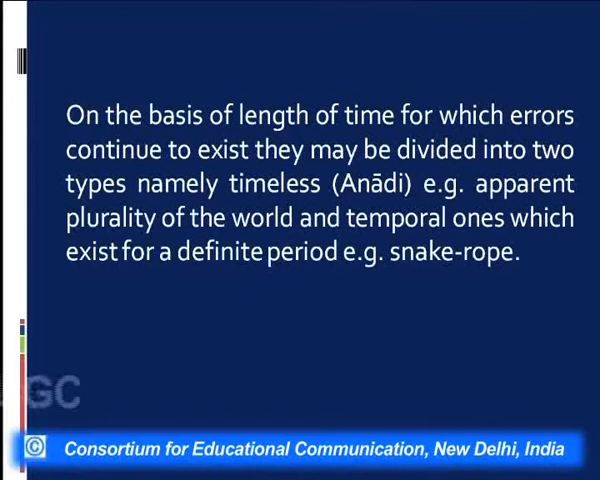 On the basis of length of time for which errors
continue to exist they may be divided into two
types namely timeless (Anādi) e.g. apparent
plurality of the world and temporal ones which
exist for a definite period e.g. snake-rope.
GC
© Consortium for Educational Communication, New Delhi, India